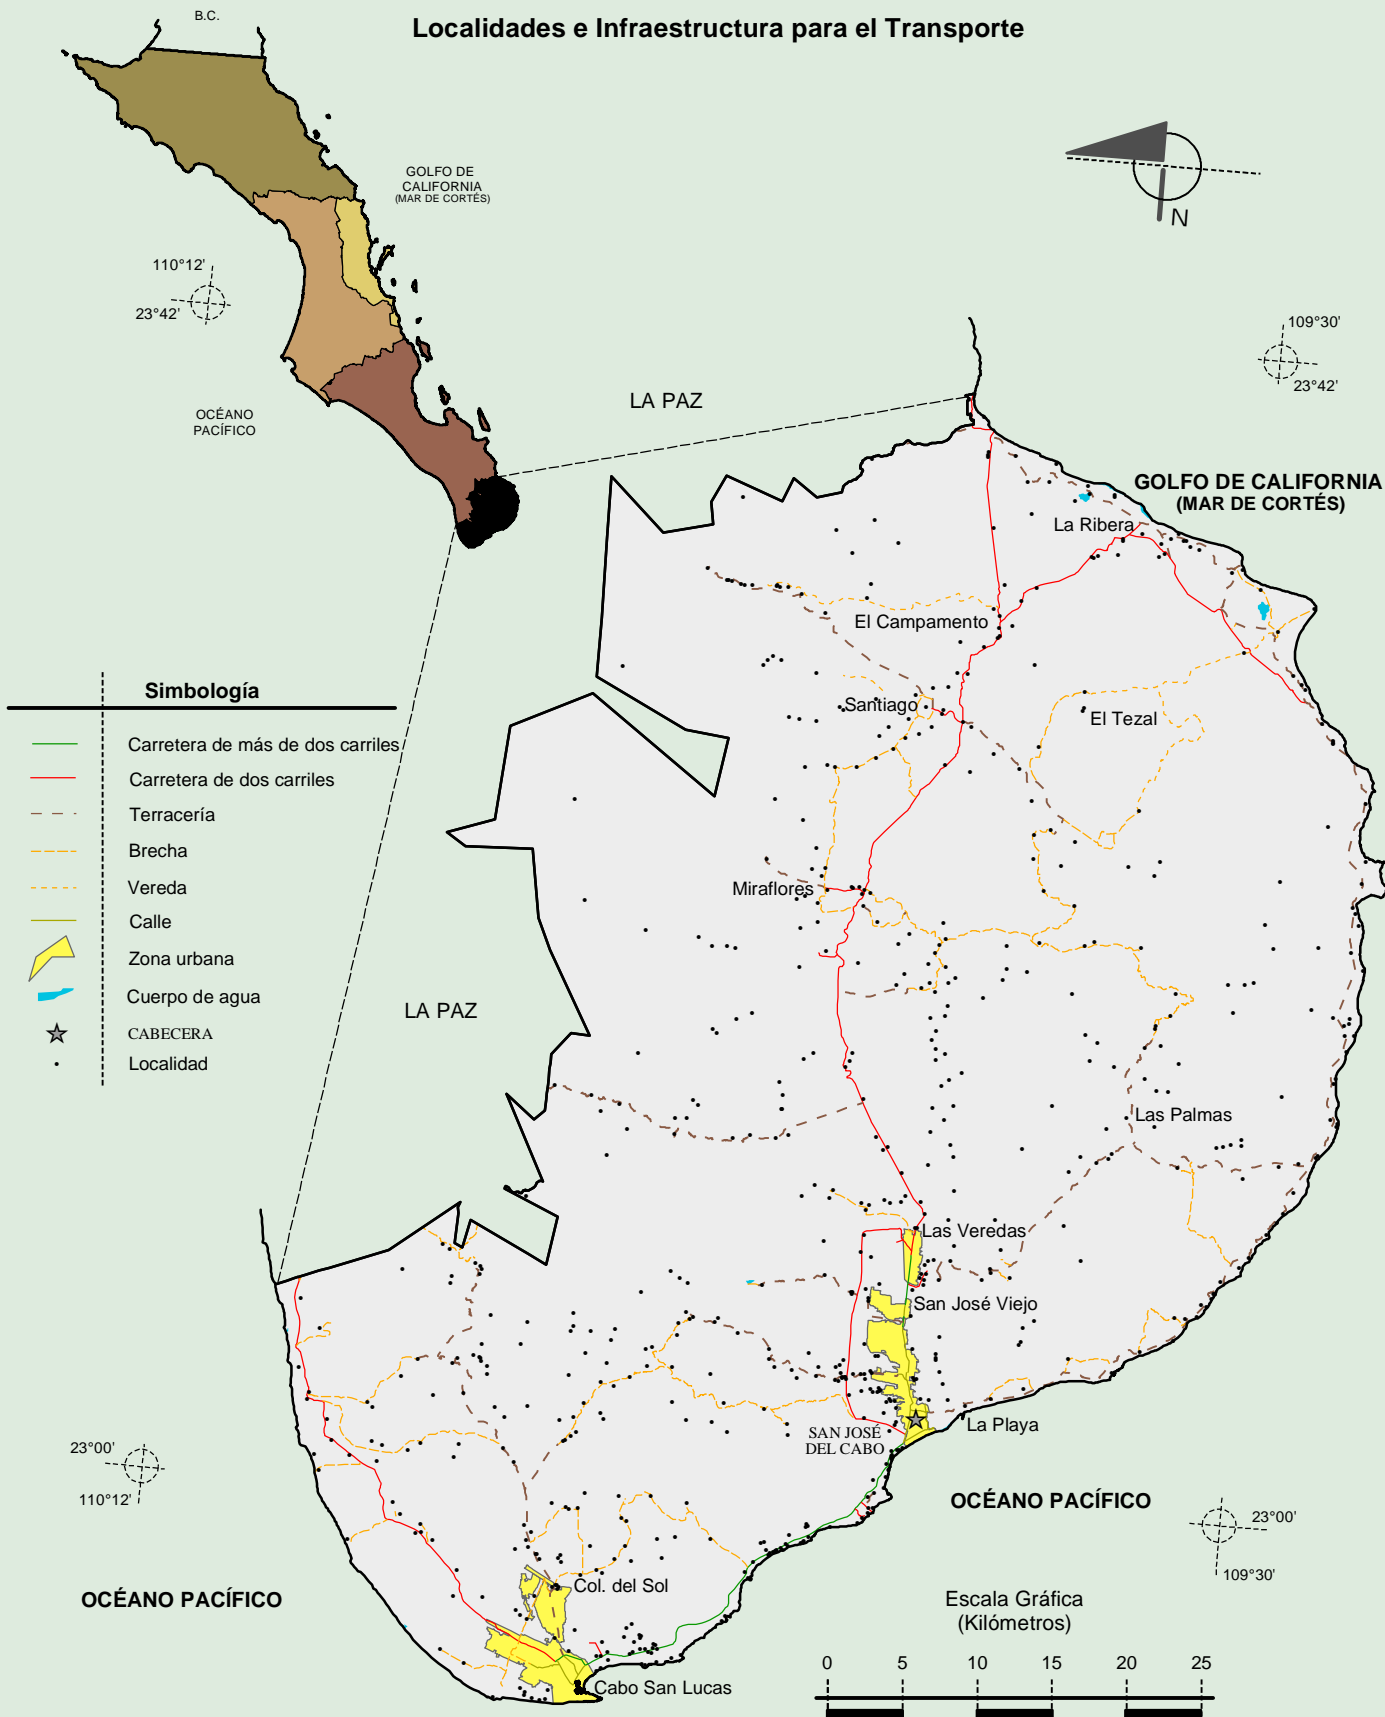 Localidades e Infraestructura para el Transporte
B.C.
GOLFO DE
CALIFORNIA
(MAR DE CORTÉS)
N
110°12'
23°42'
109°30'
23°42'
OCÉANO
PACÍFICO
LA PAZ
GOLFO DE CALIFORNIA
(MAR DE CORTÉS)
La Ribera
El Campamento
Santiago
El Tezal
Simbología
Carretera de más de dos carriles
Carretera de dos carriles
Terracería
Brecha
Vereda
Calle
Zona urbana
Cuerpo de agua
CABECERA
Localidad
Miraflores
LA PAZ
Las Palmas
Las Veredas
San José Viejo
La Playa
SAN JOSÉ
DEL CABO
23°00'
110°12'
OCÉANO PACÍFICO
23°00'
109°30'
OCÉANO PACÍFICO
Col. del Sol
Cabo San Lucas
Escala Gráfica
(Kilómetros)
0 5 10 15 20 25